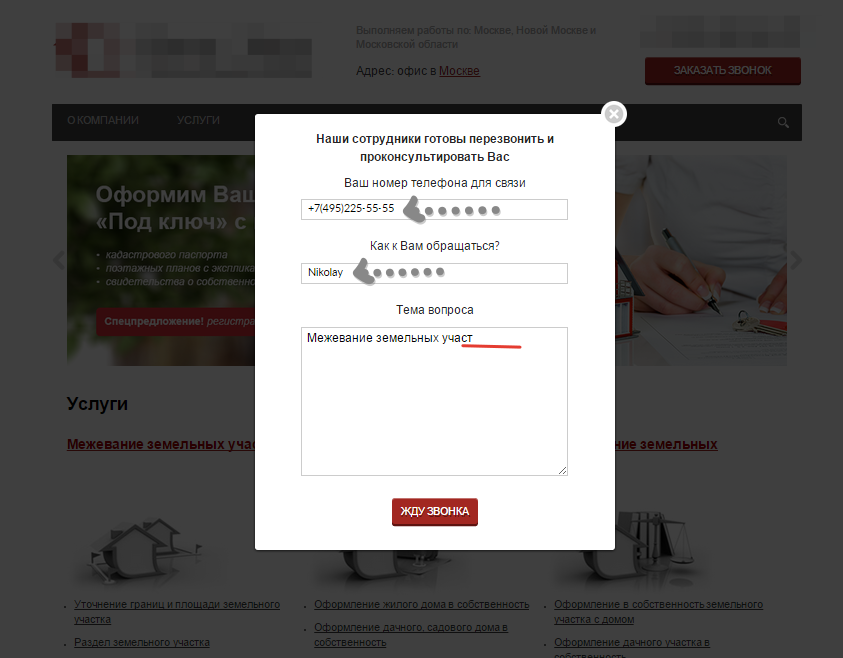 Выполняем работы по: Москве, Новой Москве и
Московской области
Адрес: офис в Москве
ЗАКАЗАТЬ ЗВОНОК
О КОМПАНИИ
УСЛУГИ
Наши сотрудники готовы перезвонить и
проконсультировать Вас
Ваш номер телефона для связи
+7(495)225-55-55
Как к Вам обращаться?
Nikolay
Тема вопроса
Межевание земельных участ
ЖДУ ЗВОНКА
Оформим Ваш
«Под ключ» с
кадастрового паспорта
поэтажных планов с эксплика
свидетельства о собственно
Спецпредложение! регистра
Услуги
Межевание земельных учас
ние земельных
Уточнение границ и площади земельного
участка
Раздел земельного участка
Оформление жилого дома в собственность
Оформление дачного, садового дома в
собственность
Оформление в собственность земельного
участка с домом
Оформление дачного участка в
собственность